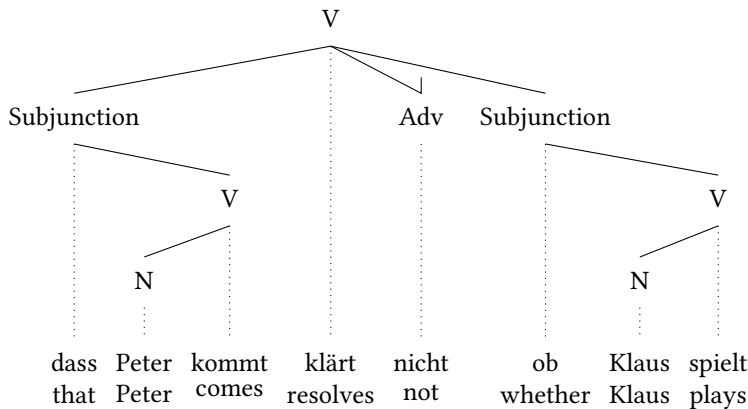 V
Subjunction Adv Subjunction
V V
N N
dass Peter kommt klärt nicht ob Klaus spielt
that Peter comes resolves not whether Klaus plays